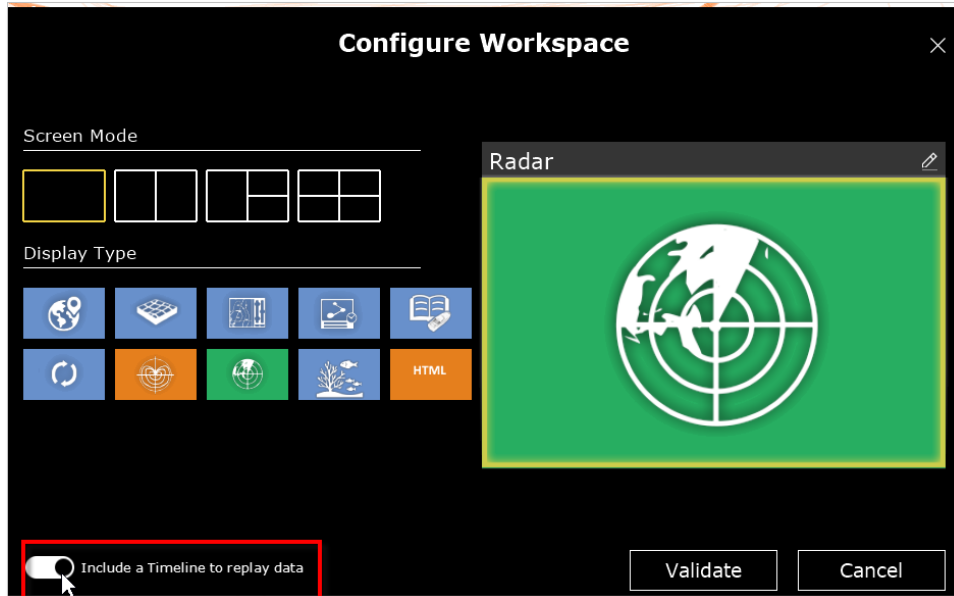 Configure Workspace
Screen Mode
Radar
Display Type
HTML
Include a Timeline to replay data
Validate
Cancel